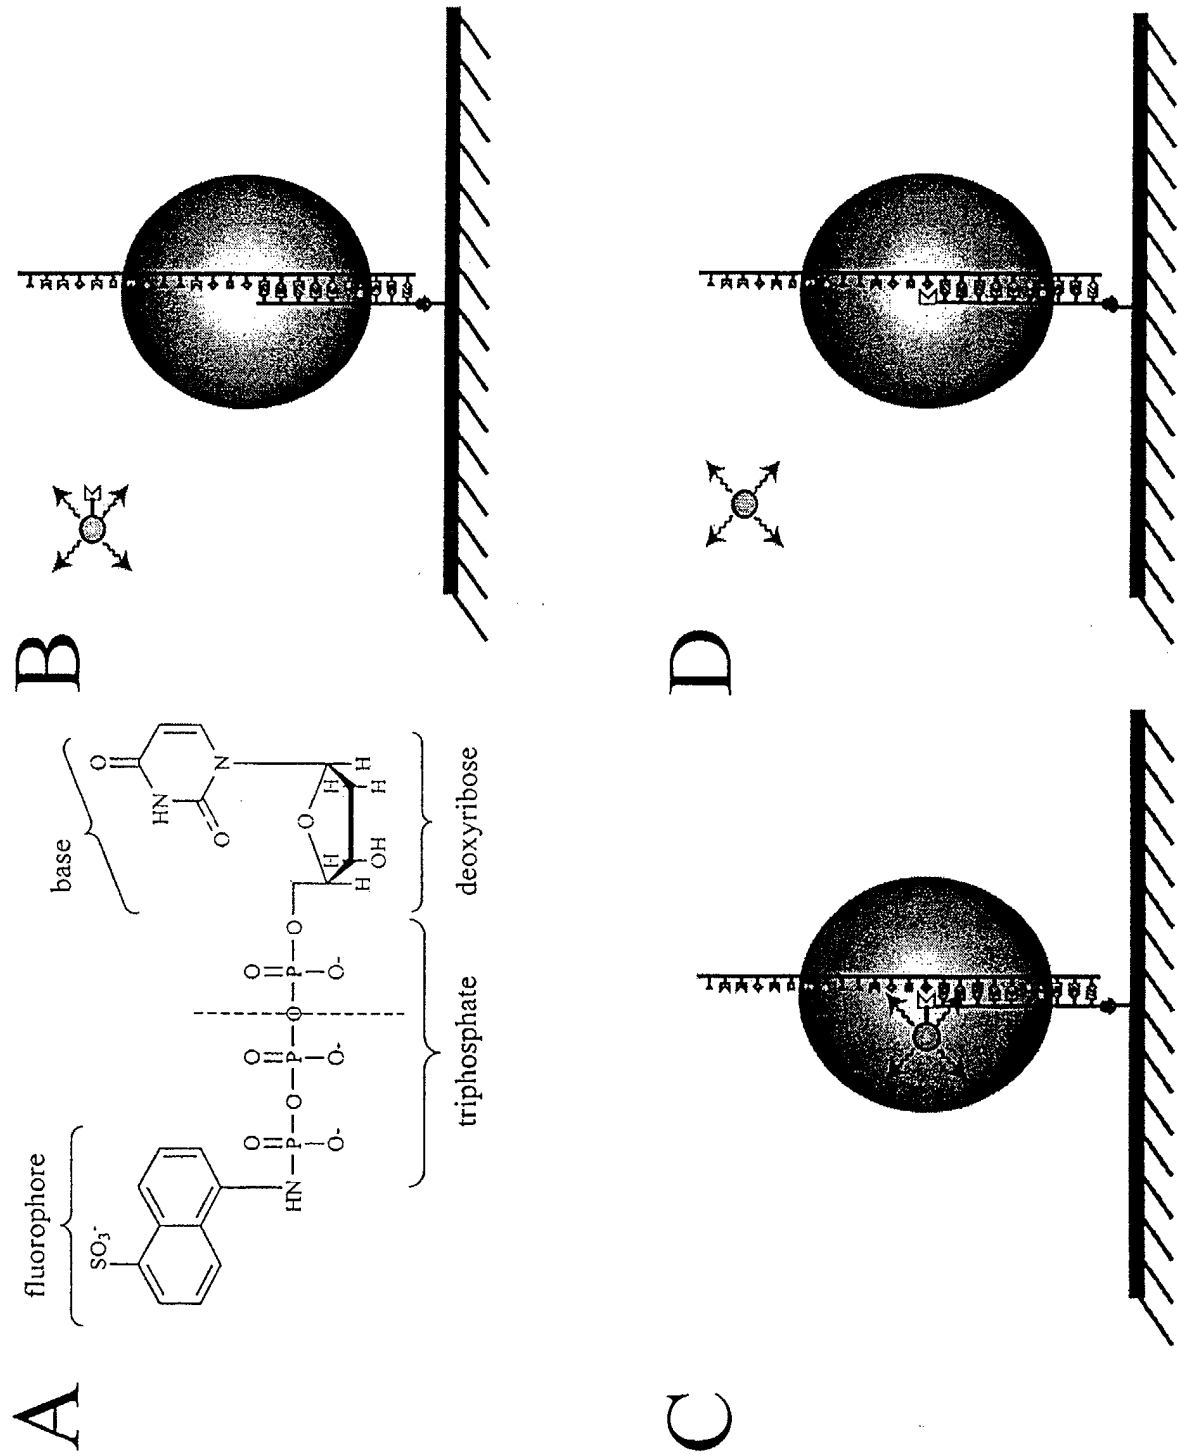 A
fluorophore
SO₃⁻
HN
O
P
O⁻
O
O
P
O⁻
O
O
P
O⁻
O
triphosphate
base
O
HN
O
N
O
H
H
H
H
H
OH
deoxyribose
B
C
D